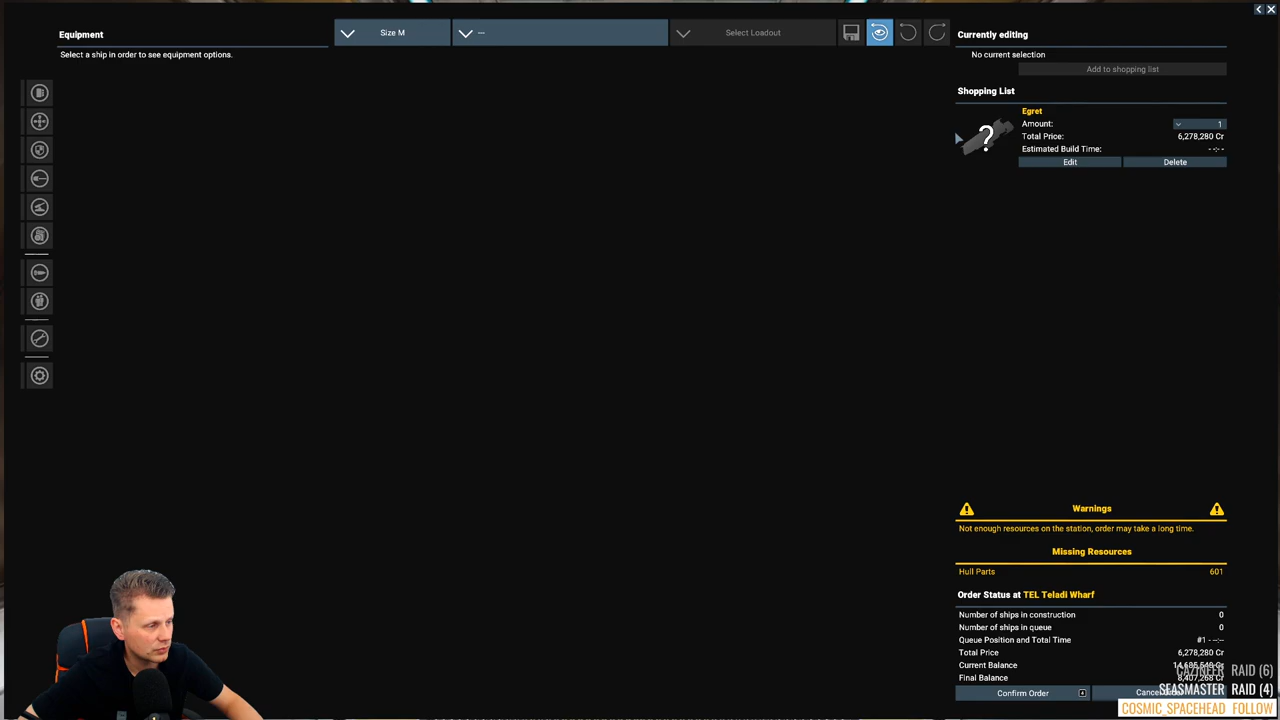 Equipment
Select a ship in order to see equipment options.
Size M
---
Select Loadout
Currently editing
No current selection
Add to shopping list
Shopping List
Egret
Amount: 1
Total Price: 6,278,280 Cr
Estimated Build Time: --:--
Edit
Delete
Warnings
Not enough resources on the station, order may take a long time.
Missing Resources
Hull Parts 601
Order Status at TEL Teladi Wharf
Number of ships in construction 0
Number of ships in queue 0
Queue Position and Total Time #1 - --:--
Total Price 6,278,280 Cr
Current Balance
Final Balance 8,407,268 Cr
RAID (6)
Confirm Order
SEASMASTER RAID (4)
COSMIC_SPACEHEAD FOLLOW